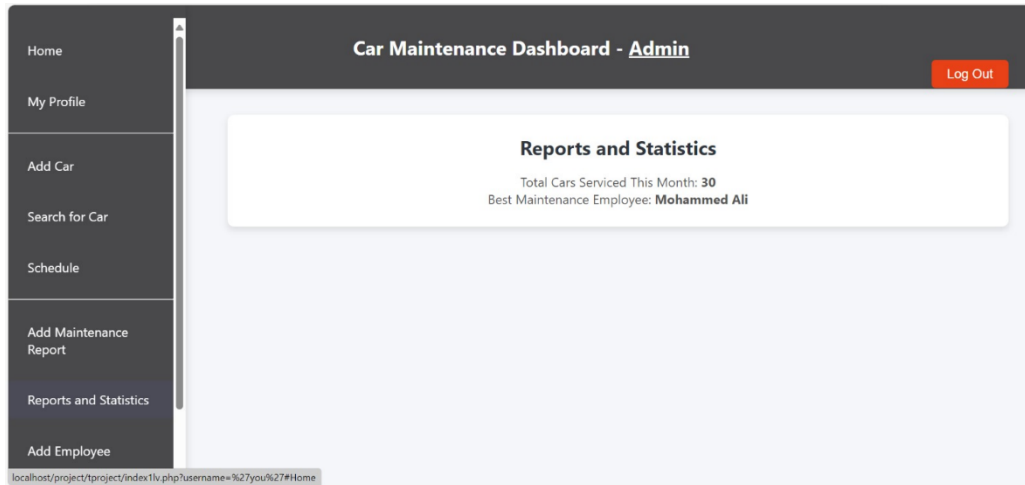 Home
My Profile
Add Car
Search for Car
Schedule
Add Maintenance
Report
Reports and Statistics
Add Employee
localhost/project/tproject/index1lv.php?username=%27you%27#Home
Car Maintenance Dashboard - Admin
Log Out
Reports and Statistics
Total Cars Serviced This Month: 30
Best Maintenance Employee: Mohammed Ali